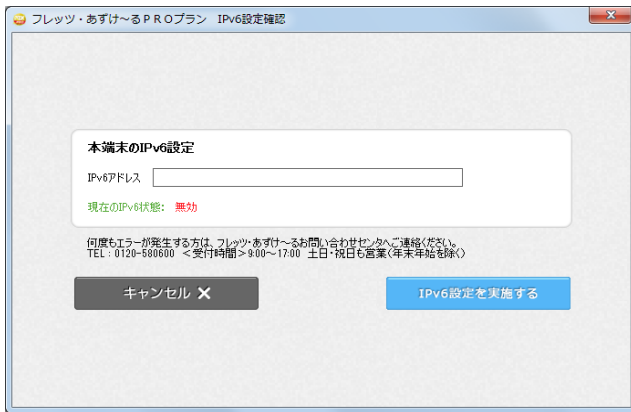 フレッツ・あずけ～るPROプラン IPv6設定確認
本端末のIPv6設定
IPv6アドレス
現在のIPv6状態： 無効
何度もエラーが発生する方は、フレッツ・あずけ～るお問い合わせセンタへご連絡ください。
TEL：0120-580600 ＜受付時間＞9:00～17:00 土日・祝日も営業（年末年始を除く）
キャンセル ✕
IPv6設定を実施する